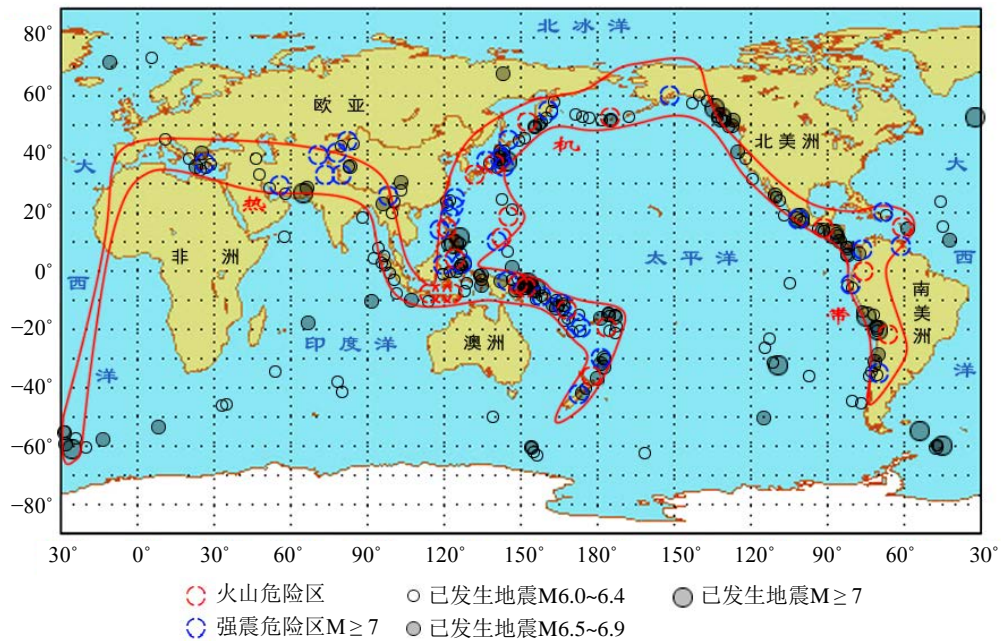 80°
60°
40°
20°
0
−20°
−40°
−60°
−80°
北冰洋
欧 亚
北美洲
机
大
大
热
非 洲
太平洋
西
西
南
美
洲
带
印度洋
澳洲
洋
洋
30°
0°
30°
60°
90°
120°
150°
180°
150°
120°
90°
60°
30°
火山危险区
已发生地震M6.0~6.4
已发生地震M≥7
强震危险区M≥7
已发生地震M6.5~6.9